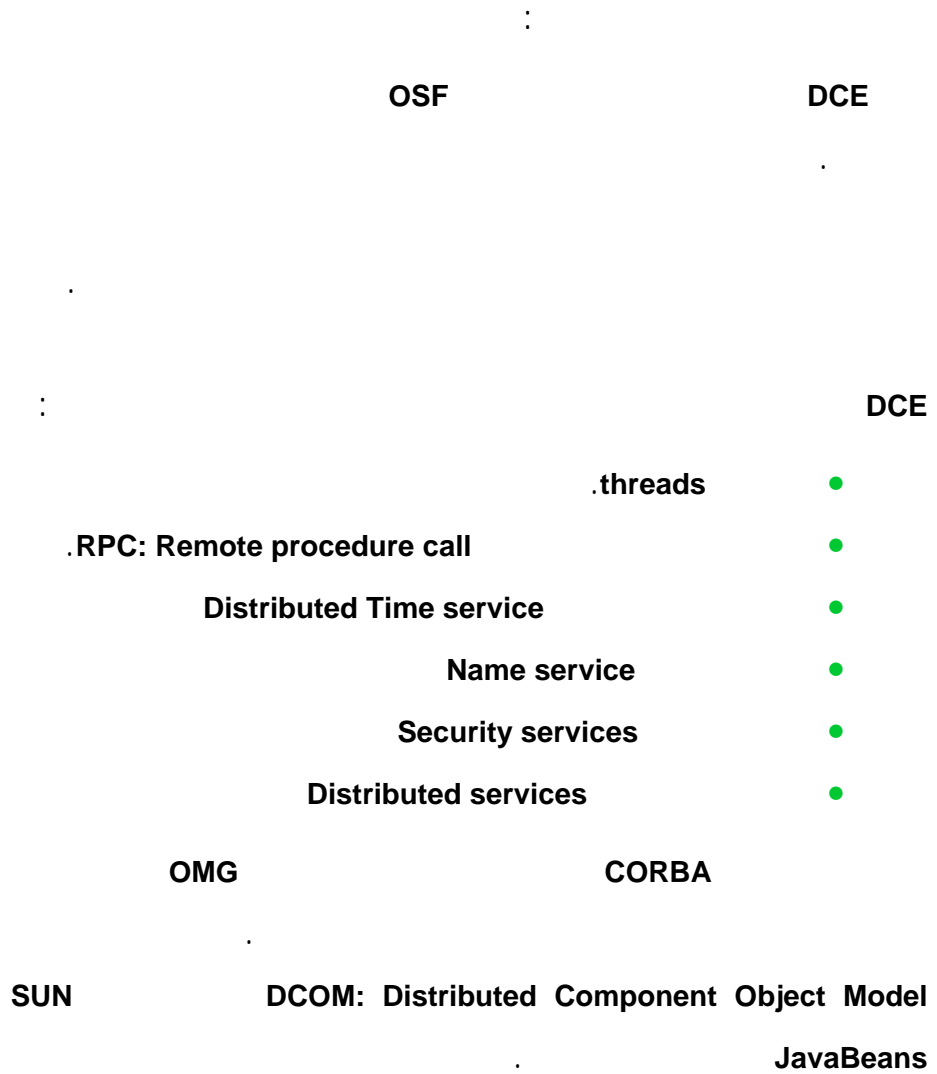 :
DCE OSF
.
.
DCE :
• threads.
• RPC: Remote procedure call.
• Distributed Time service
• Name service
• Security services
• Distributed services
CORBA OMG
.
DCOM: Distributed Component Object Model SUN
JavaBeans .